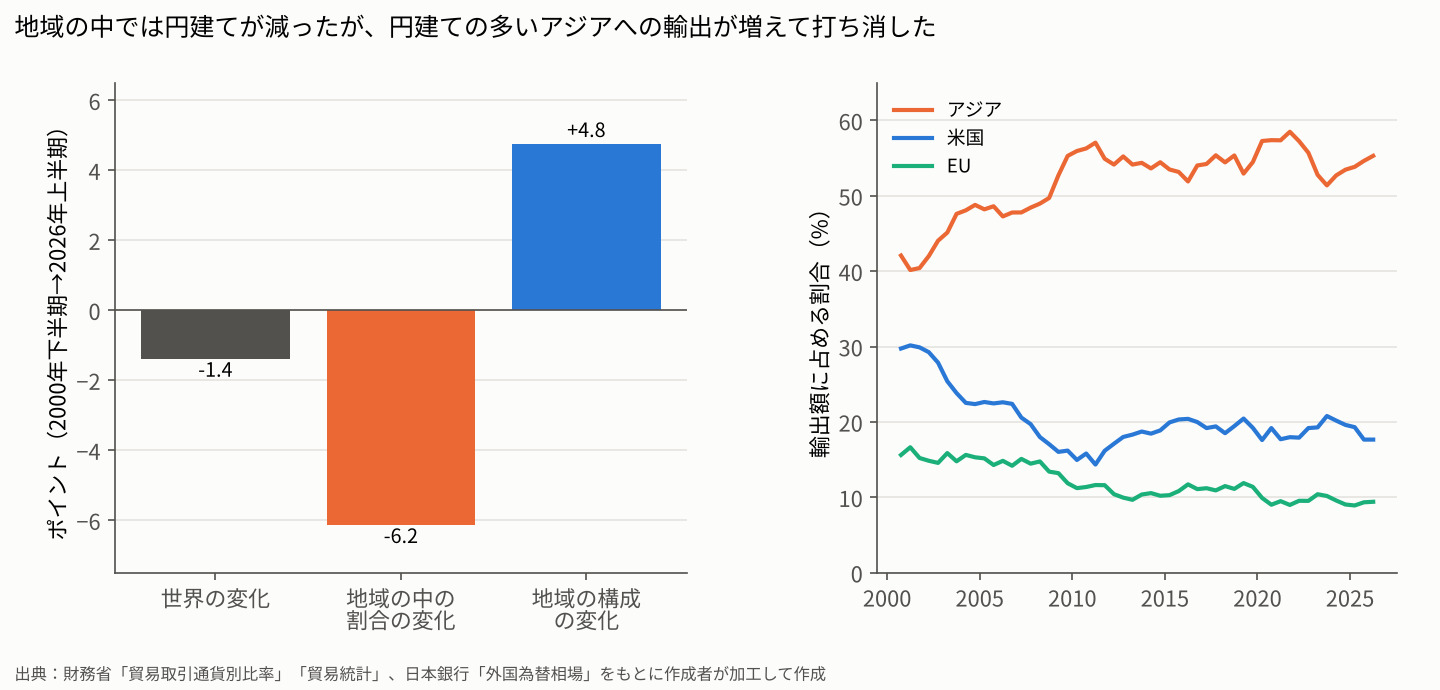 地域の中では円建てが減ったが、円建ての多いアジアへの輸出が増えて打ち消した
ポイント（2000年下半期→2026年上半期）
6
4
2
0
−2
−4
−6
+4.8
-1.4
-6.2
世界の変化
地域の中の
割合の変化
地域の構成
の変化
輸出額に占める割合（%）
60
50
40
30
20
10
0
アジア
米国
EU
2000
2005
2010
2015
2020
2025
出典：財務省「貿易取引通貨別比率」「貿易統計」、日本銀行「外国為替相場」をもとに作成者が加工して作成